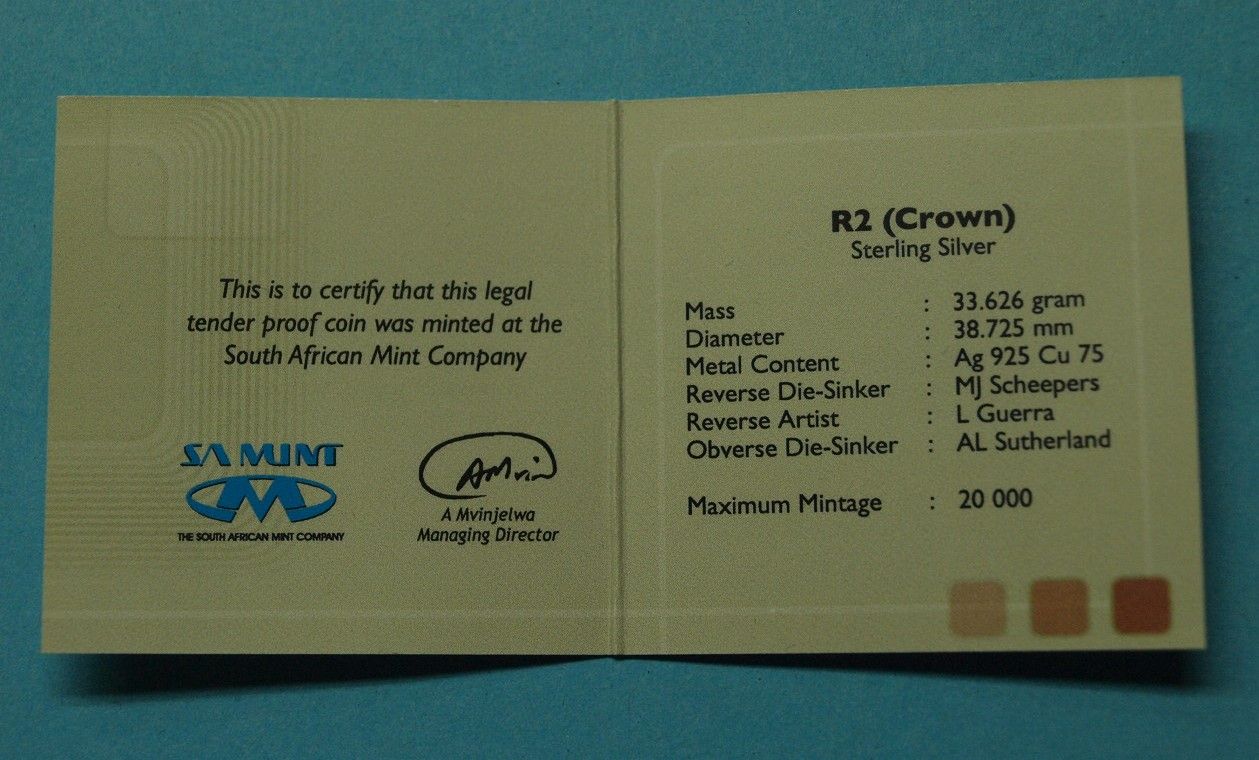 This is to certify that this legal
tender proof coin was minted at the
South African Mint Company
SA MINT
THE SOUTH AFRICAN MINT COMPANY
AMvin
A Mvinjelwa
Managing Director
R2 (Crown)
Sterling Silver
Mass : 33.626 gram
Diameter : 38.725 mm
Metal Content : Ag 925 Cu 75
Reverse Die-Sinker : MJ Scheepers
Reverse Artist : L Guerra
Obverse Die-Sinker : AL Sutherland
Maximum Mintage : 20 000